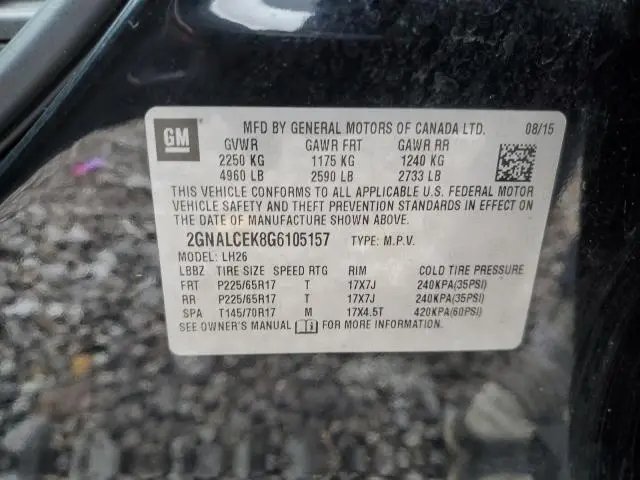 GM MFD BY GENERAL MOTORS OF CANADA LTD. 08/15
GVWR GAWR FRT GAWR RR
2250 KG 1175 KG 1240 KG
4960 LB 2590 LB 2733 LB
THIS VEHICLE CONFORMS TO ALL APPLICABLE U.S. FEDERAL MOTOR
VEHICLE SAFETY AND THEFT PREVENTION STANDARDS IN EFFECT ON
THE DATE OF MANUFACTURE SHOWN ABOVE.
2GNALCEK8G6105157 TYPE: M.P.V.
MODEL: LH26
LBBZ TIRE SIZE SPEED RTG RIM COLD TIRE PRESSURE
FRT P225/65R17 T 17X7J 240KPA(35PSI)
RR P225/65R17 T 17X7J 240KPA(35PSI)
SPA T145/70R17 M 17X4.5T 420KPA(60PSI)
SEE OWNER'S MANUAL FOR MORE INFORMATION.